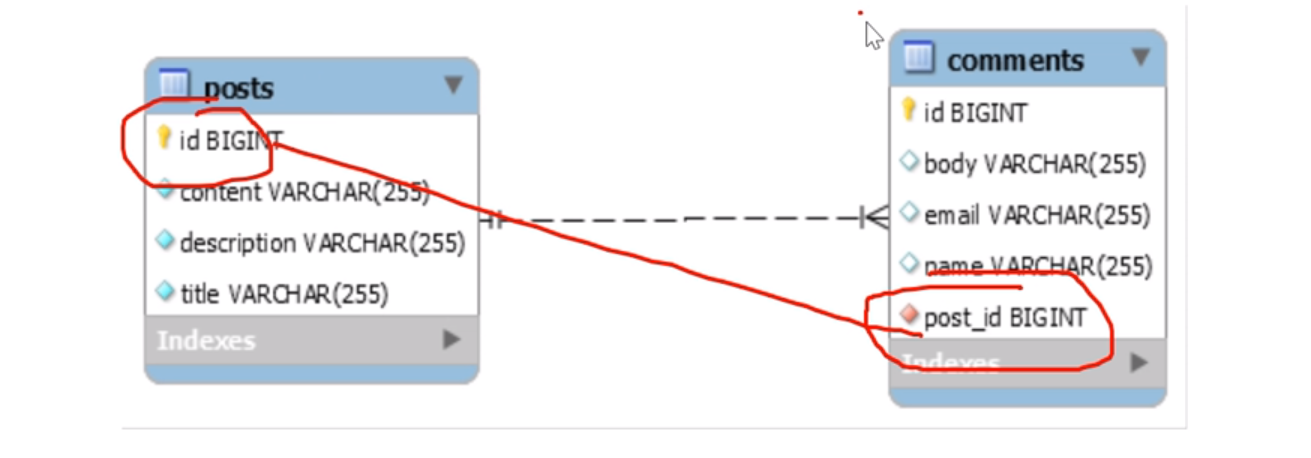 posts
id BIGINT
content VARCHAR(255)
description VARCHAR(255)
title VARCHAR(255)
Indexes
comments
id BIGINT
body VARCHAR(255)
email VARCHAR(255)
name VARCHAR(255)
post_id BIGINT
Indexes